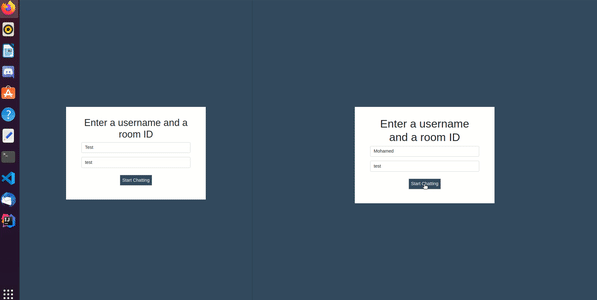 Enter a username and a
room ID
Test
test
Start Chatting
Enter a username
and a room ID
Mohamed
test
Start Chatting